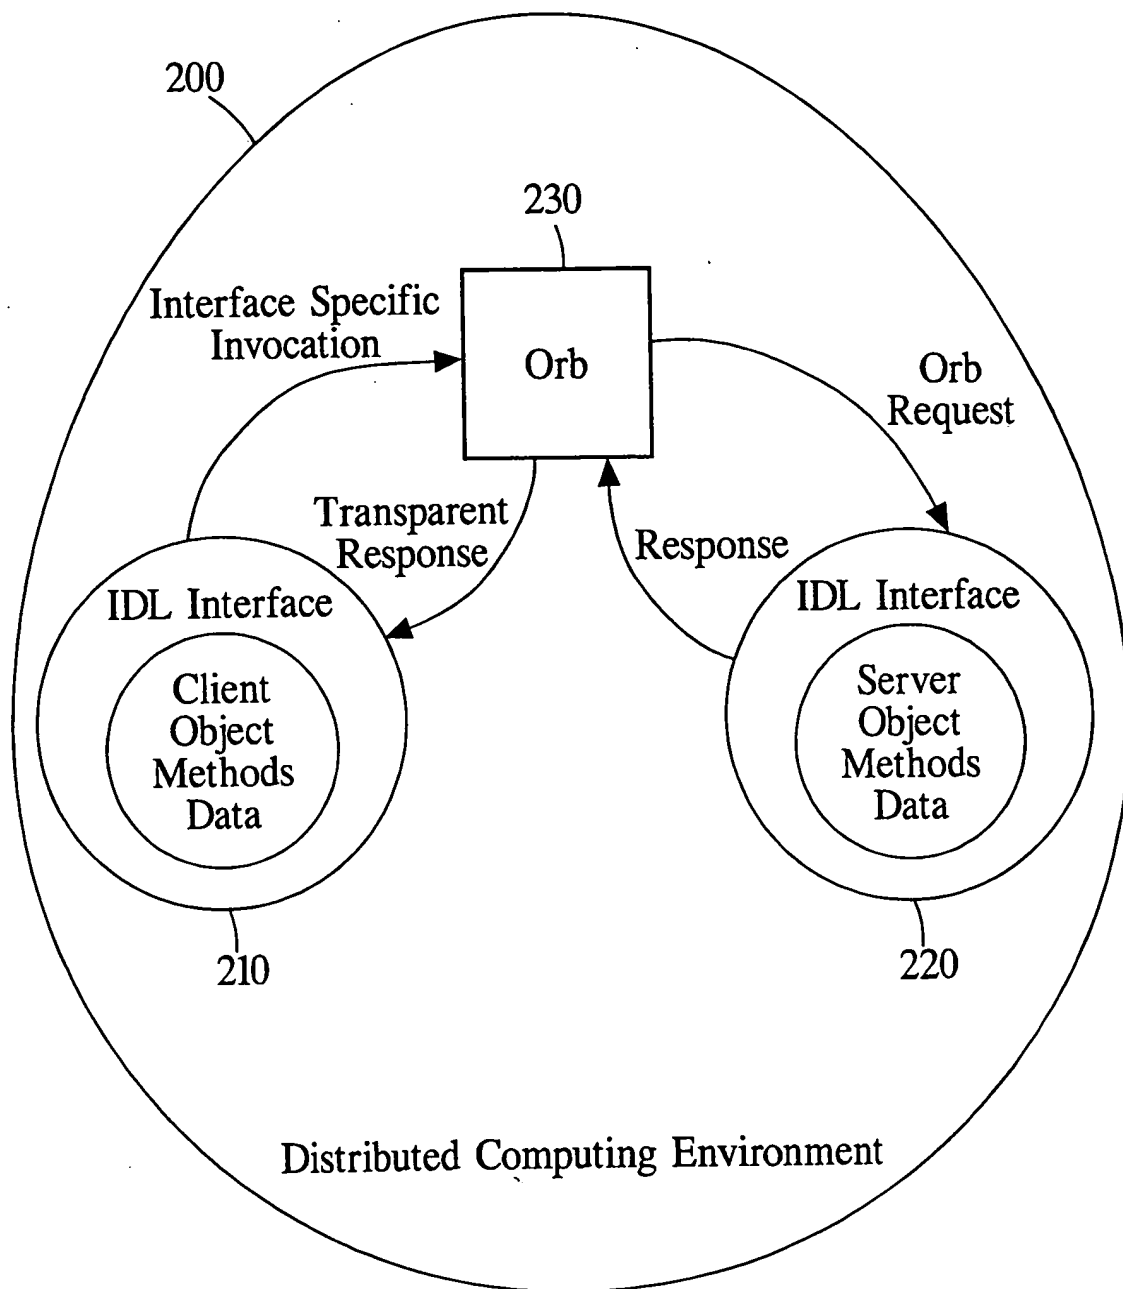 200
230
Interface Specific
Invocation
Orb
Orb
Request
Transparent
Response
Response
IDL Interface
Client
Object
Methods
Data
IDL Interface
Server
Object
Methods
Data
210
220
Distributed Computing Environment